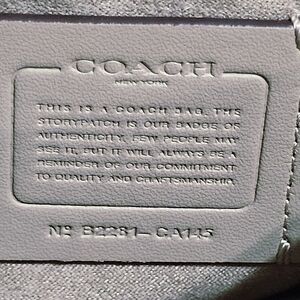 COACH
NEW YORK
THIS IS A COACH BAG. THE
STORYPATCH IS OUR BADGE OF
AUTHENTICITY. FEW PEOPLE MAY
SEE IT, BUT IT WILL ALWAYS BE A
REMINDER OF OUR COMMITMENT
TO QUALITY AND CRAFTSMANSHIP.
Nº B2281-CA145